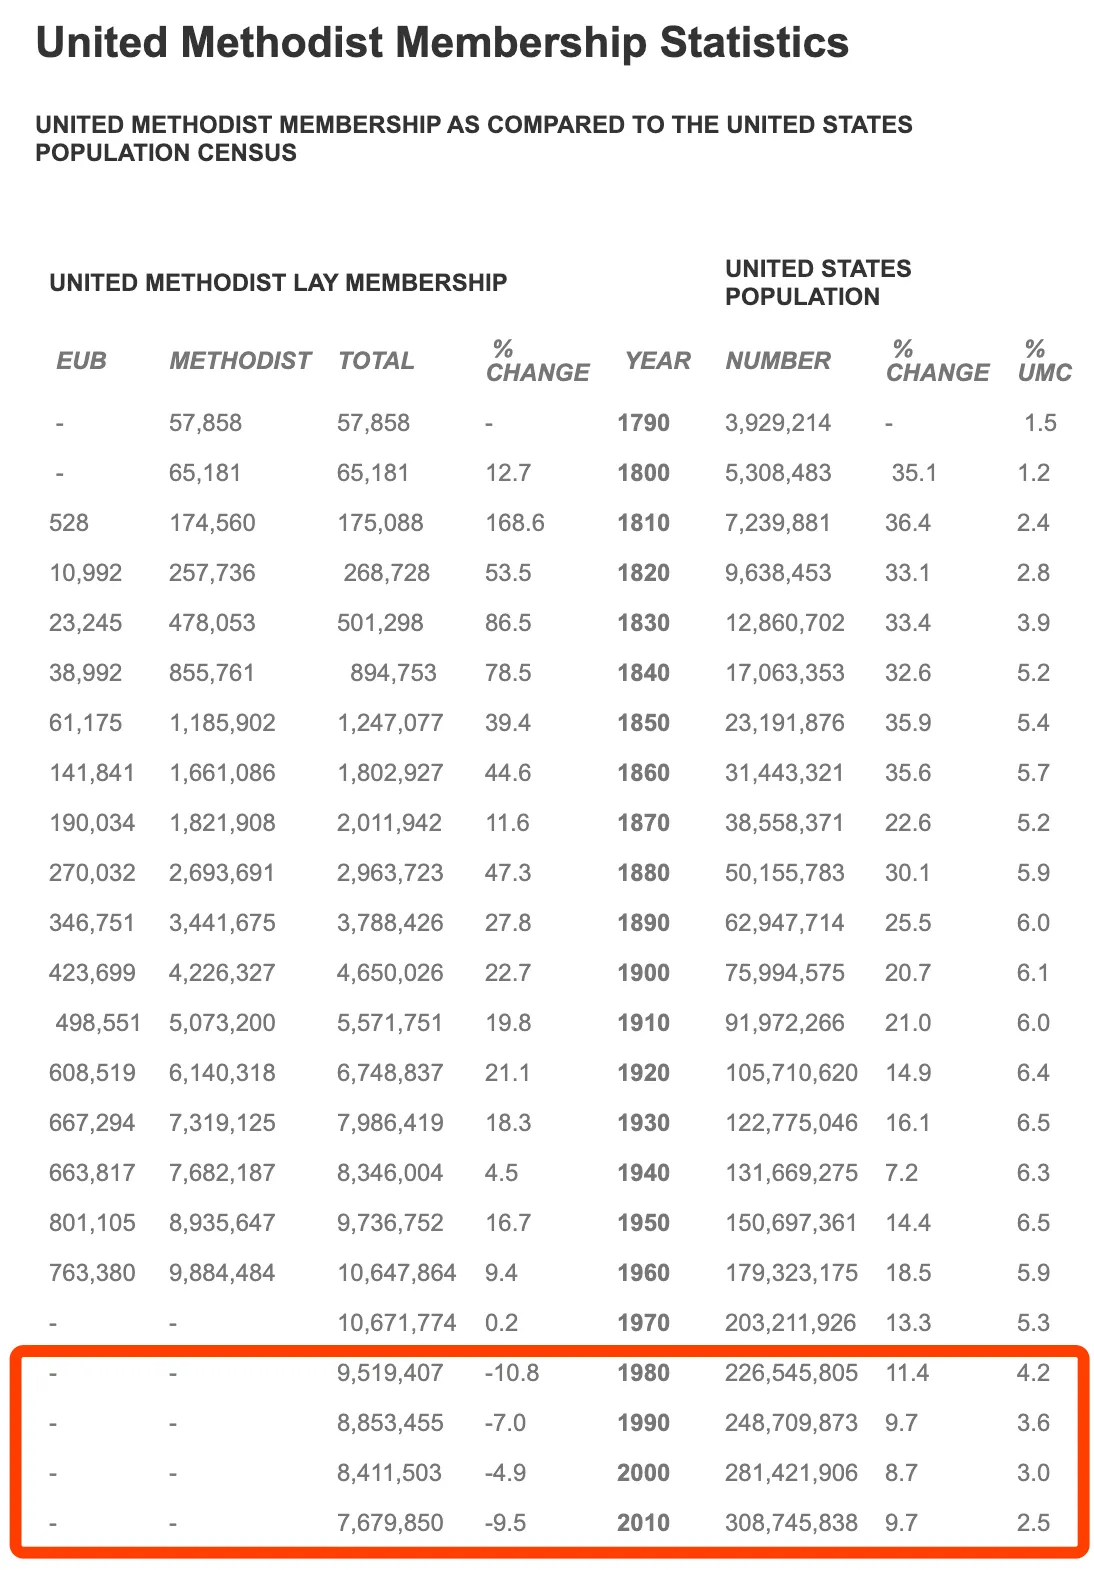 United Methodist Membership Statistics
UNITED METHODIST MEMBERSHIP AS COMPARED TO THE UNITED STATES
POPULATION CENSUS
UNITED METHODIST LAY MEMBERSHIP
UNITED STATES
POPULATION
EUB METHODIST TOTAL % CHANGE YEAR NUMBER % CHANGE % UMC
- 57,858 57,858 - 1790 3,929,214 - 1.5
- 65,181 65,181 12.7 1800 5,308,483 35.1 1.2
528 174,560 175,088 168.6 1810 7,239,881 36.4 2.4
10,992 257,736 268,728 53.5 1820 9,638,453 33.1 2.8
23,245 478,053 501,298 86.5 1830 12,860,702 33.4 3.9
38,992 855,761 894,753 78.5 1840 17,063,353 32.6 5.2
61,175 1,185,902 1,247,077 39.4 1850 23,191,876 35.9 5.4
141,841 1,661,086 1,802,927 44.6 1860 31,443,321 35.6 5.7
190,034 1,821,908 2,011,942 11.6 1870 38,558,371 22.6 5.2
270,032 2,693,691 2,963,723 47.3 1880 50,155,783 30.1 5.9
346,751 3,441,675 3,788,426 27.8 1890 62,947,714 25.5 6.0
423,699 4,226,327 4,650,026 22.7 1900 75,994,575 20.7 6.1
498,551 5,073,200 5,571,751 19.8 1910 91,972,266 21.0 6.0
608,519 6,140,318 6,748,837 21.1 1920 105,710,620 14.9 6.4
667,294 7,319,125 7,986,419 18.3 1930 122,775,046 16.1 6.5
663,817 7,682,187 8,346,004 4.5 1940 131,669,275 7.2 6.3
801,105 8,935,647 9,736,752 16.7 1950 150,697,361 14.4 6.5
763,380 9,884,484 10,647,864 9.4 1960 179,323,175 18.5 5.9
- - 10,671,774 0.2 1970 203,211,926 13.3 5.3
- - 9,519,407 -10.8 1980 226,545,805 11.4 4.2
- - 8,853,455 -7.0 1990 248,709,873 9.7 3.6
- - 8,411,503 -4.9 2000 281,421,906 8.7 3.0
- - 7,679,850 -9.5 2010 308,745,838 9.7 2.5